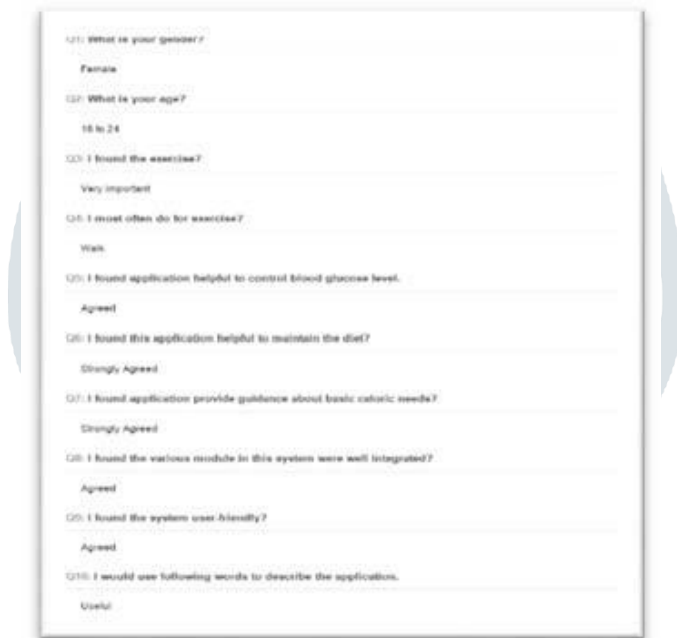 Q1: What is your gender?
Female
Q2: What is your age?
18 to 24
Q3: I found the exercise?
Very important
Q4: I most often do for exercise?
Walk
Q5: I found application helpful to control blood glucose level.
Agreed
Q6: I found this application helpful to maintain the diet?
Strongly Agreed
Q7: I found application provide guidance about basic caloric needs?
Strongly Agreed
Q8: I found the various module in this system were well integrated?
Agreed
Q9: I found the system user-friendly?
Agreed
Q10: I would use following words to describe the application.
Useful